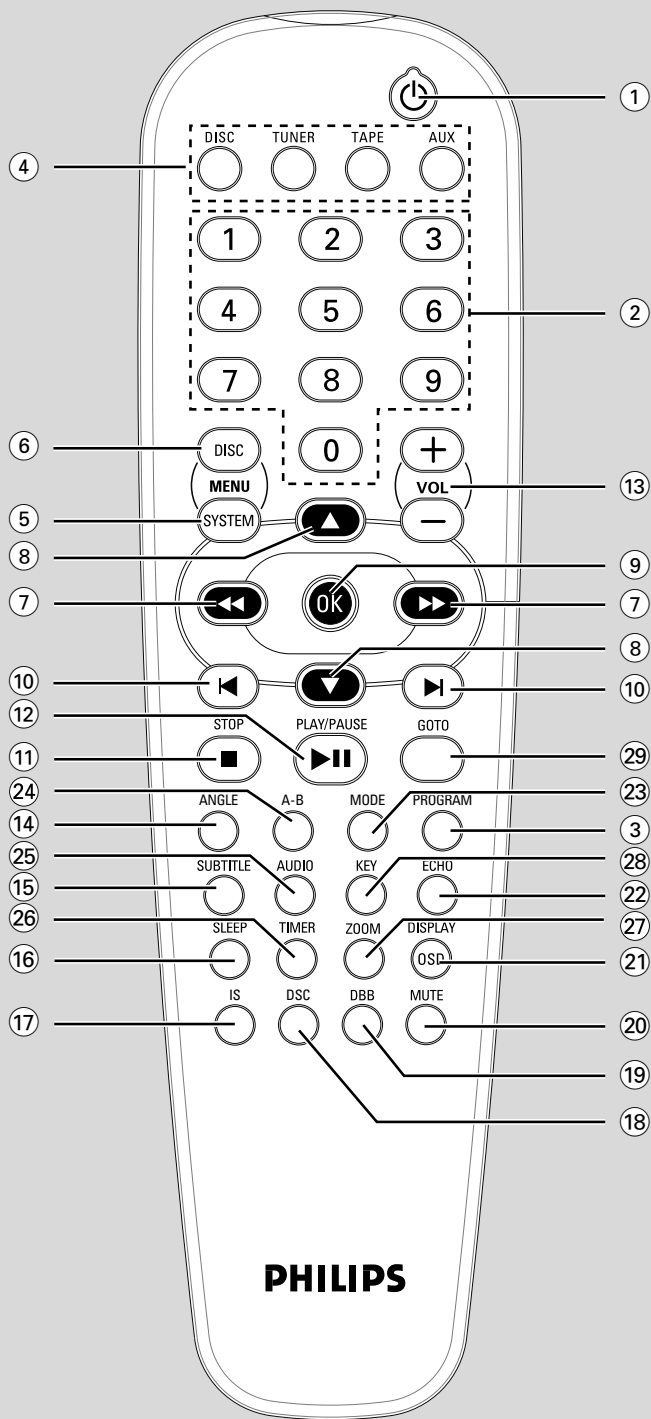 ①
④ DISC TUNER TAPE AUX
1 2 3
4 5 6 ②
7 8 9
⑥ DISC 0 +
MENU VOL ⑬
⑤ SYSTEM −
⑧ ▲
⑦ ◀◀ OK ▶▶ ⑨ ⑦
⑧
⑩ ▼ ⑩
⑫ STOP PLAY/PAUSE GOTO
⑪ ㉙
㉔ ANGLE A-B MODE PROGRAM ㉓
⑭ ③
㉕ SUBTITLE AUDIO KEY ECHO ㉘
⑮ ㉒
㉖ SLEEP TIMER ZOOM DISPLAY ㉗
⑯ OSD ㉑
⑰ IS DSC DBB MUTE ⑳
⑲
⑱
PHILIPS